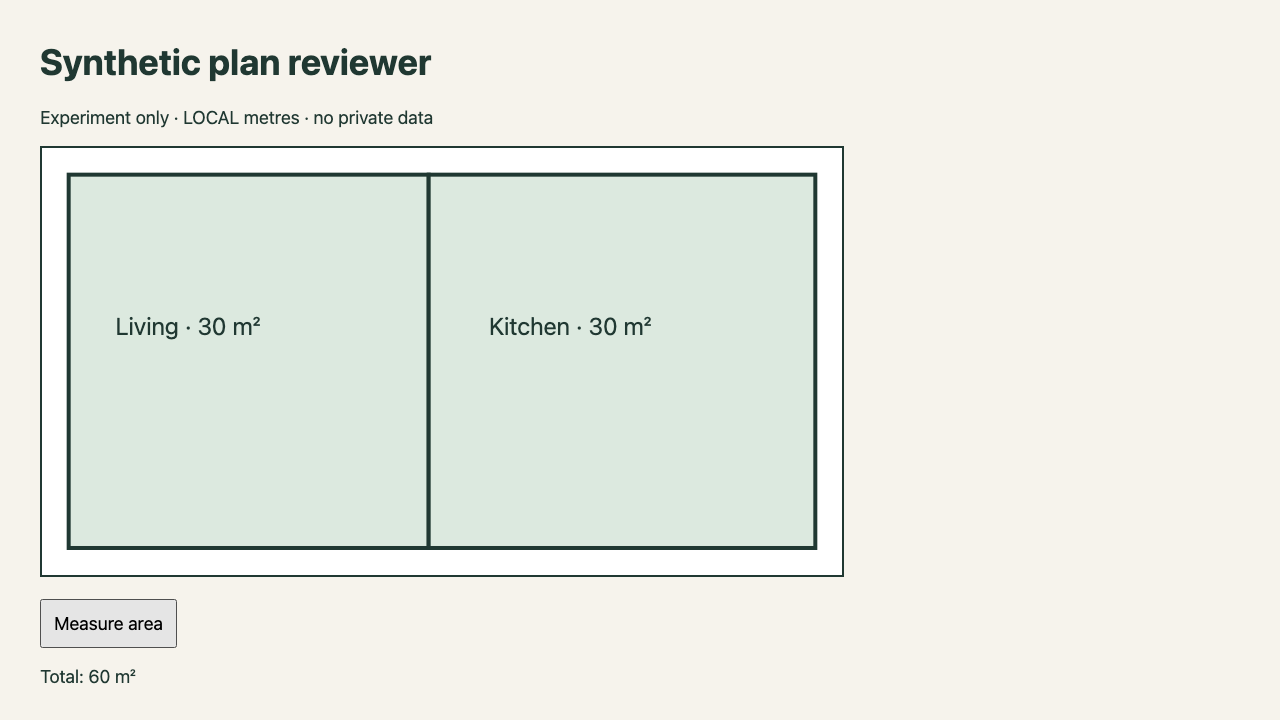 Synthetic plan reviewer
Experiment only · LOCAL metres · no private data
Living · 30 m²
Kitchen · 30 m²
Measure area
Total: 60 m²